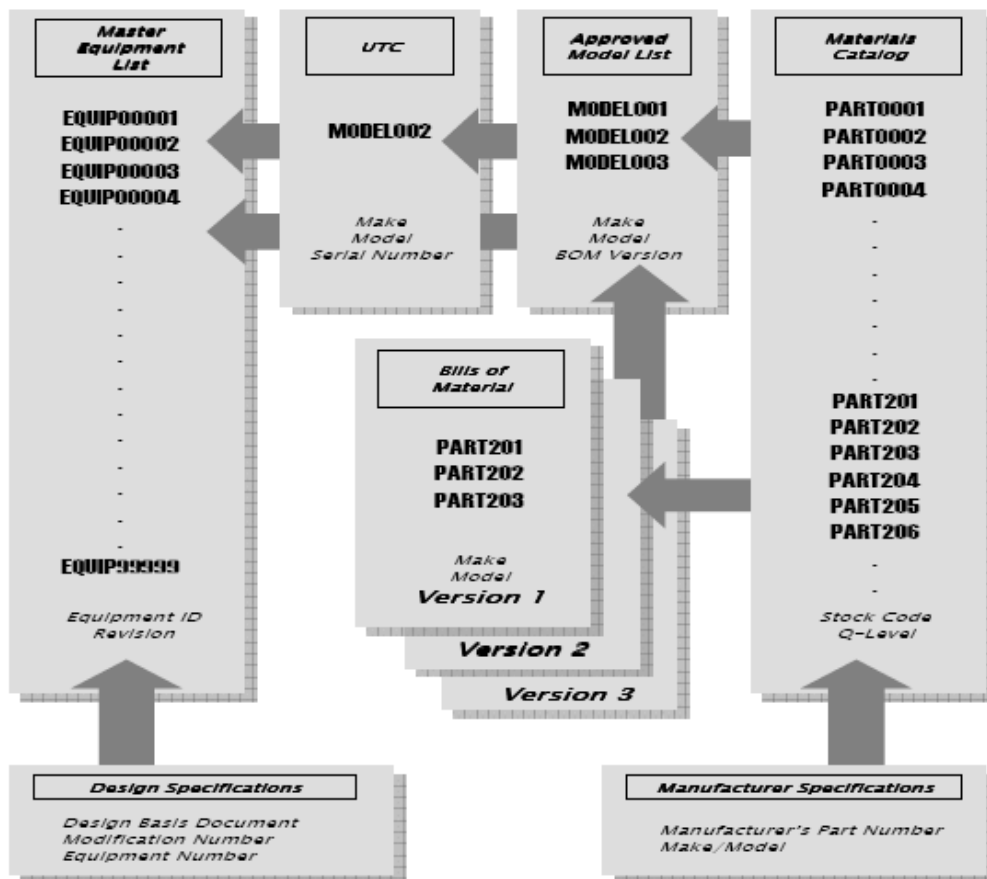 Master
Equipment
List
EQUIP00001
EQUIP00002
EQUIP00003
EQUIP00004
EQUIP99999
Equipment ID
Revision
UTC
MODEL002
Make
Model
Serial Number
Approved
Model List
MODEL001
MODEL002
MODEL003
Make
Model
BOM Version
Materials
Catalog
PART0001
PART0002
PART0003
PART0004
PART201
PART202
PART203
PART204
PART205
PART206
Stock Code
Q-Level
Bills of
Material
PART201
PART202
PART203
Make
Model
Version 1
Version 2
Version 3
Design Specifications
Design Basis Document
Modification Number
Equipment Number
Manufacturer Specifications
Manufacturer's Part Number
Make/Model